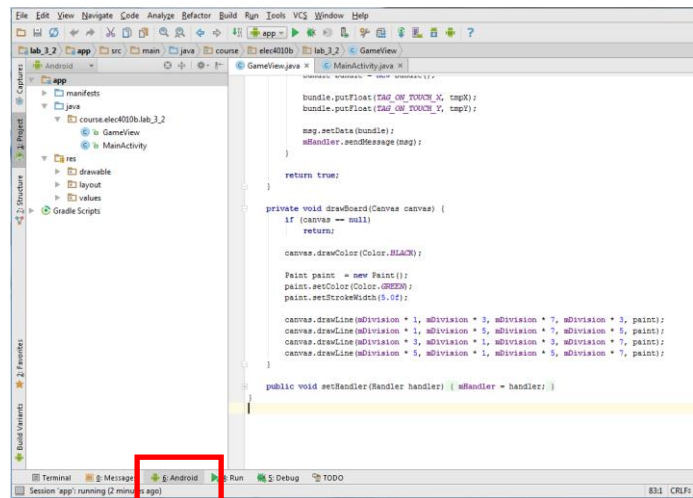 File Edit View Navigate Code Analyze Refactor Build Run Tools VCS Window Help
app
lab_3_2 app src main java course elec4010b lab_3_2 GameView
Captures
1: Project
2: Structure
2: Favorites
Build Variants
Android
app
manifests
java
course.elec4010b.lab_3_2
GameView
MainActivity
res
drawable
layout
values
Gradle Scripts
GameView.java × MainActivity.java ×
bundle.putFloat(TAG_ON_TOUCH_X, tmpX);
bundle.putFloat(TAG_ON_TOUCH_Y, tmpY);
msg.setData(bundle);
mHandler.sendMessage(msg);
}
return true;
}
private void drawBoard(Canvas canvas) {
if (canvas == null)
return;
canvas.drawColor(Color.BLACK);
Paint paint = new Paint();
paint.setColor(Color.GREEN);
paint.setStrokeWidth(5.0f);
canvas.drawLine(mDivision * 1, mDivision * 3, mDivision * 7, mDivision * 3, paint);
canvas.drawLine(mDivision * 1, mDivision * 5, mDivision * 7, mDivision * 5, paint);
canvas.drawLine(mDivision * 3, mDivision * 1, mDivision * 3, mDivision * 7, paint);
canvas.drawLine(mDivision * 5, mDivision * 1, mDivision * 5, mDivision * 7, paint);
}
public void setHandler(Handler handler) { mHandler = handler; }
}
Terminal 0: Messages 6: Android Run 5: Debug TODO
Session 'app': running (2 minutes ago) 83:1 CRLF